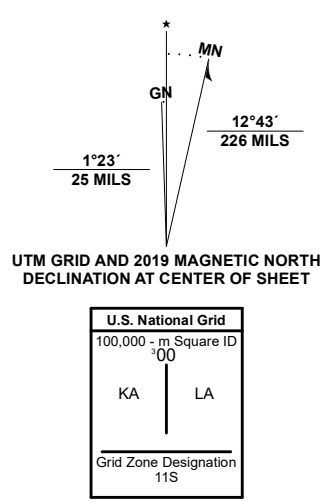 ★
MN
GN
12°43´
226 MILS
1°23´
25 MILS
UTM GRID AND 2019 MAGNETIC NORTH
DECLINATION AT CENTER OF SHEET
U.S. National Grid
100,000 - m Square ID
³00
KA LA
Grid Zone Designation
11S